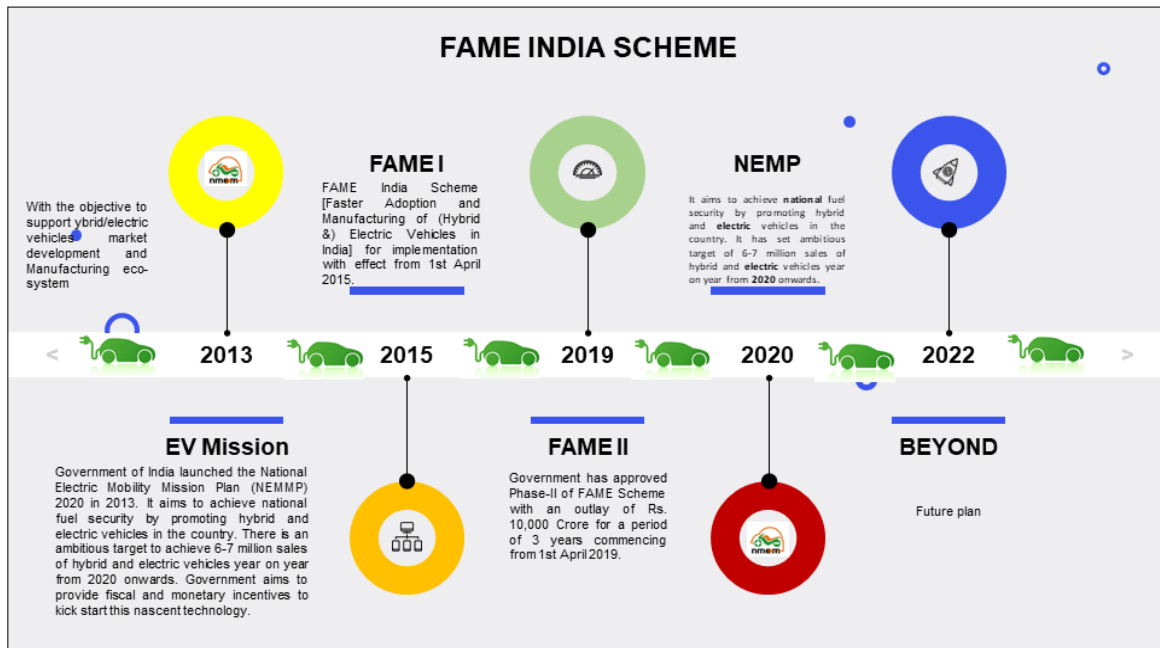 FAME INDIA SCHEME
With the objective to
support ybrid/electric
vehicles market
development and
Manufacturing eco-
system
nmem
FAME I
FAME India Scheme
[Faster Adoption and
Manufacturing of (Hybrid
&) Electric Vehicles in
India] for implementation
with effect from 1st April
2015.
NEMP
It aims to achieve national fuel
security by promoting hybrid
and electric vehicles in the
country. It has set ambitious
target of 6-7 million sales of
hybrid and electric vehicles year
on year from 2020 onwards.
< 2013 2015 2019 2020 2022 >
EV Mission
Government of India launched the National
Electric Mobility Mission Plan (NEMMP)
2020 in 2013. It aims to achieve national
fuel security by promoting hybrid and
electric vehicles in the country. There is an
ambitious target to achieve 6-7 million sales
of hybrid and electric vehicles year on year
from 2020 onwards. Government aims to
provide fiscal and monetary incentives to
kick start this nascent technology.
FAME II
Government has approved
Phase-II of FAME Scheme
with an outlay of Rs.
10,000 Crore for a period
of 3 years commencing
from 1st April 2019.
nmem
BEYOND
Future plan